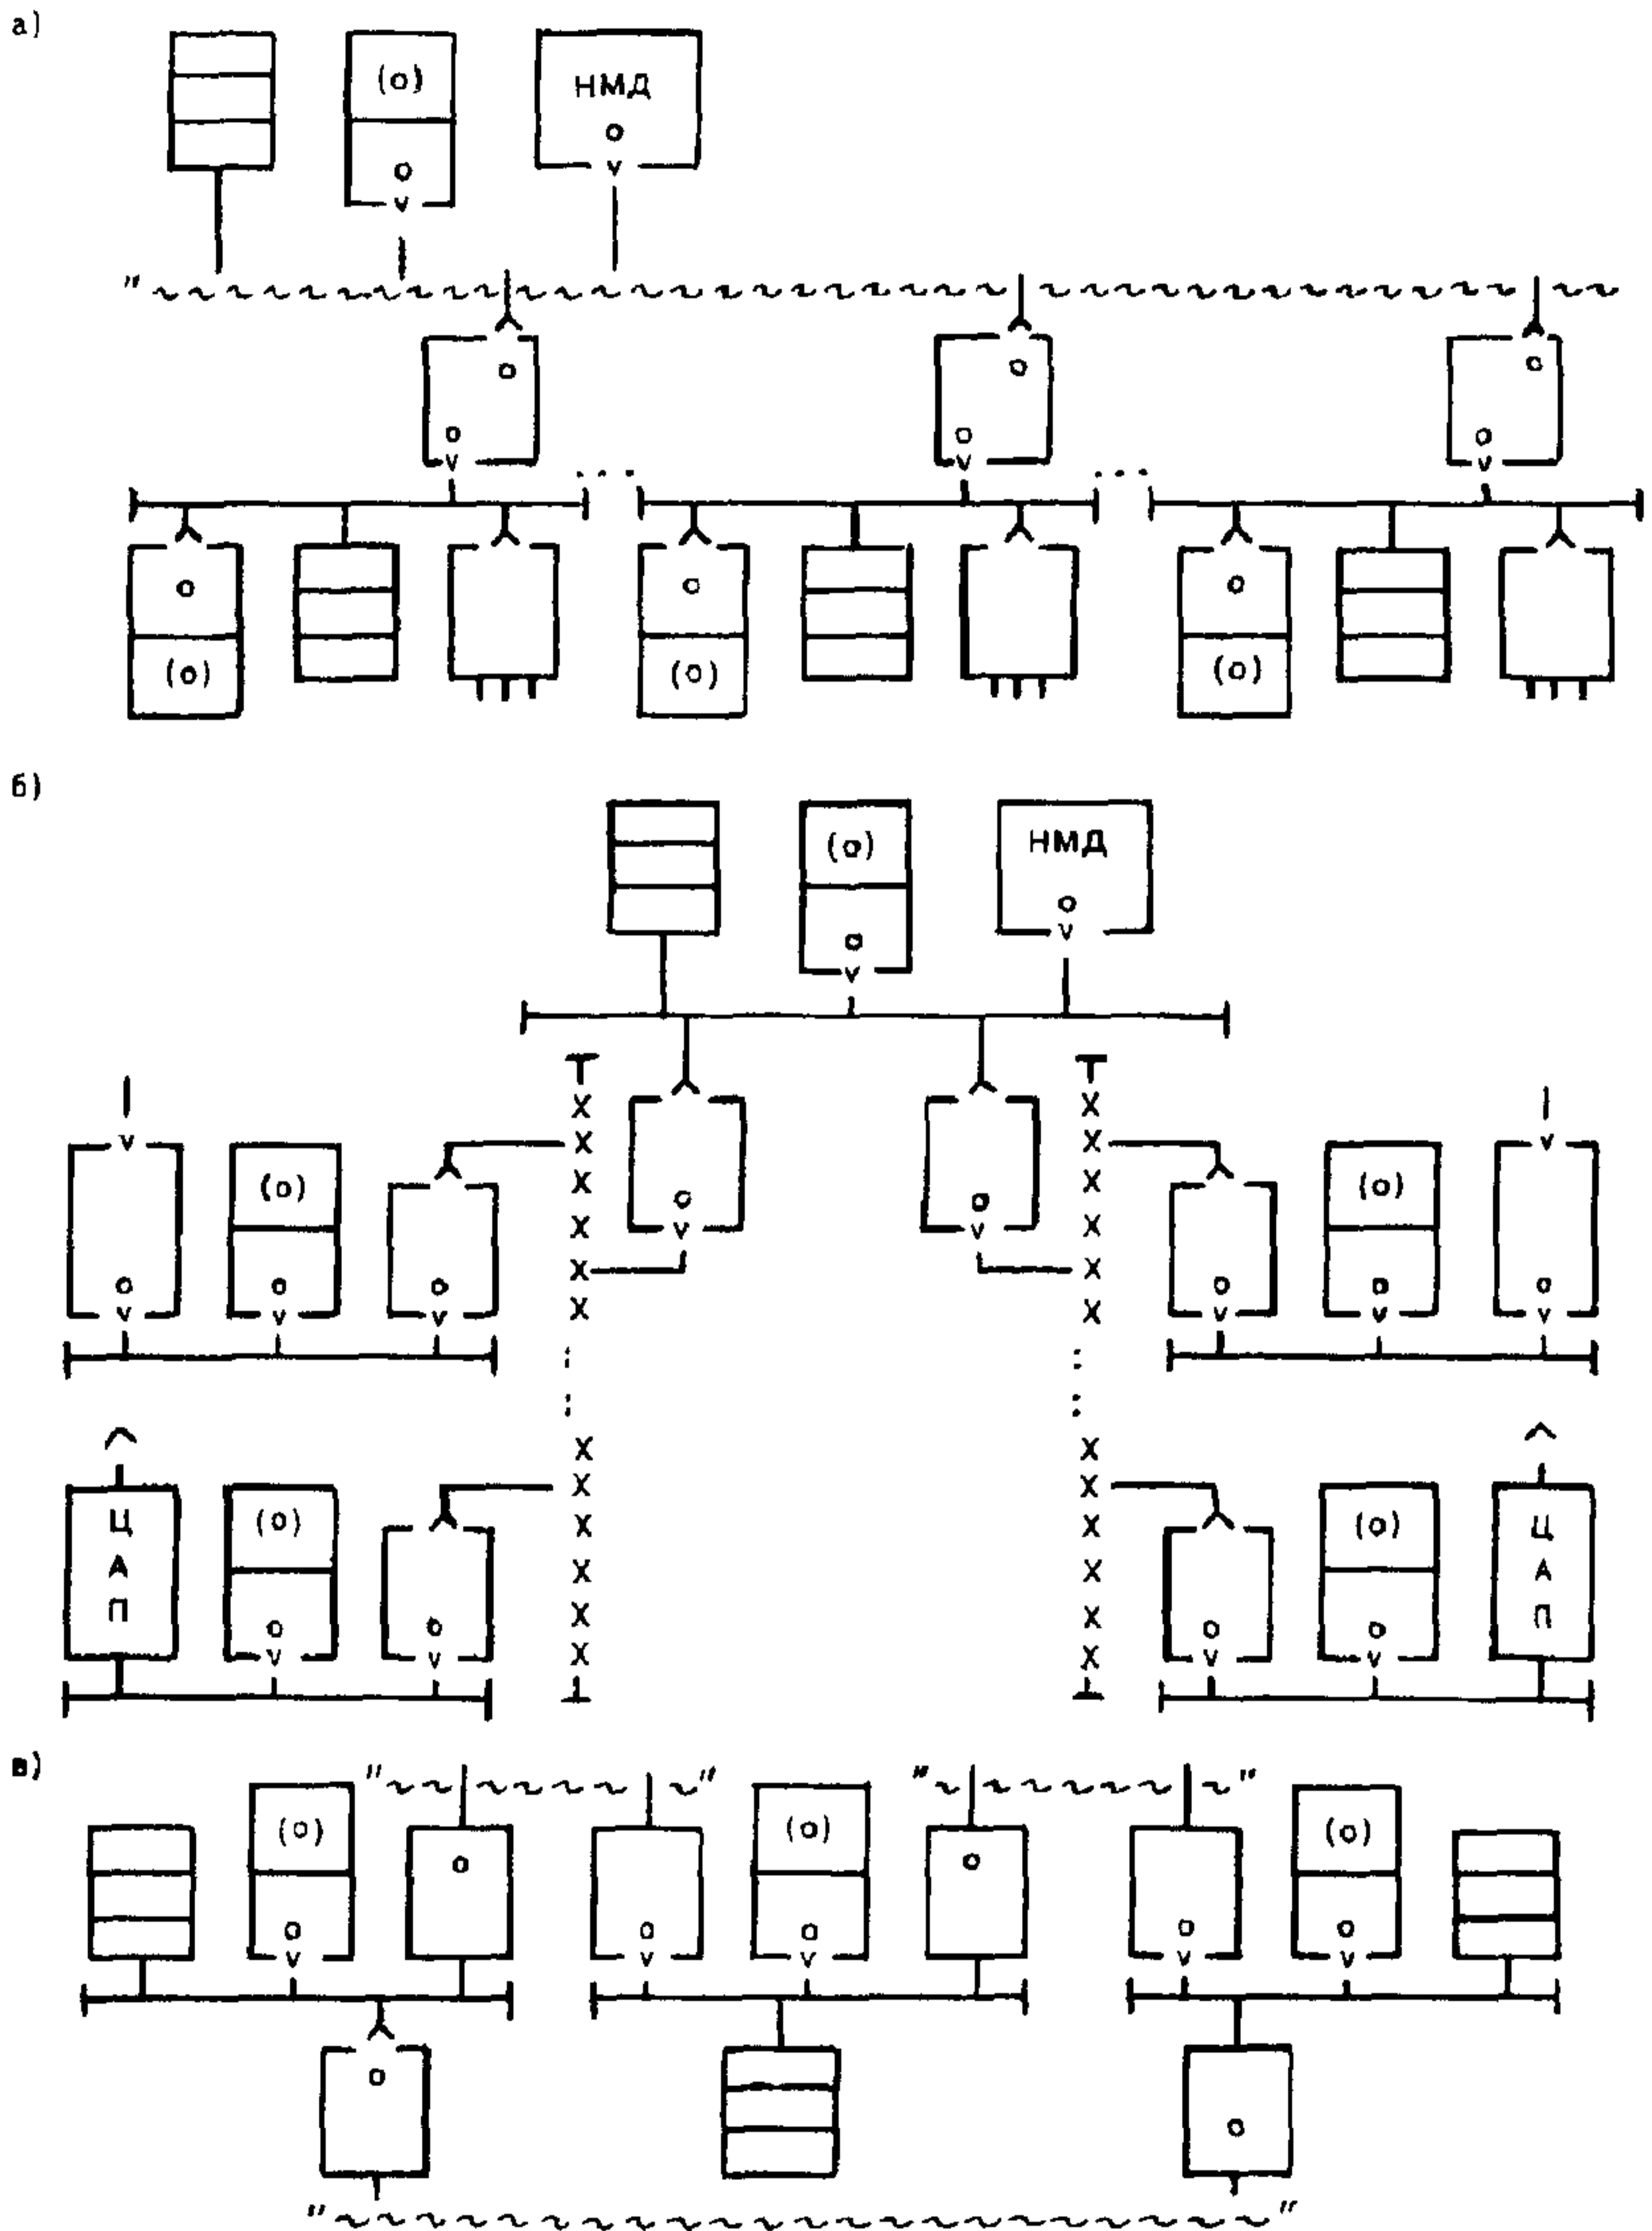 а)
(о)
НМД
о
о
v
v
о
о
о
о
о
о
v
v
v
о
о
о
(о)
(о)
(о)
б)
(о)
НМД
о
о
v
v
X
X
v
X
X
v
(о)
X
X
(о)
о
о
X
v
v
X
о
о
о
X
X
о
о
о
v
v
v
X
X
v
v
v
X
X
Ц
(о)
X
X
(о)
Ц
А
X
X
А
П
о
о
X
X
о
о
П
v
v
X
X
v
v
в)
(о)
о
(о)
о
(о)
о
о
о
о
о
v
v
v
v
v
о
о